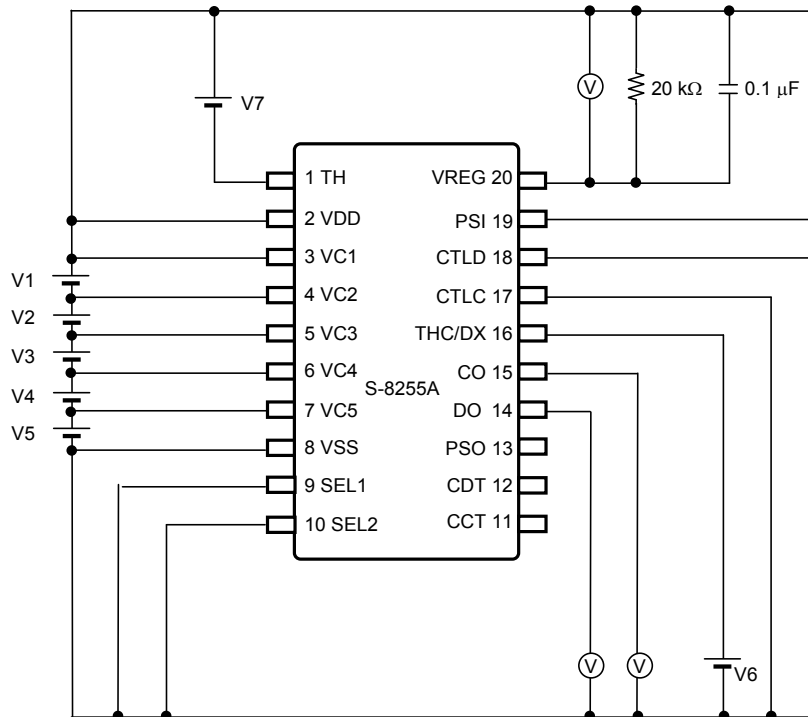 V
20 kΩ
0.1 μF
V7
1 TH
VREG 20
2 VDD
PSI 19
3 VC1
CTLD 18
V1
4 VC2
CTLC 17
V2
5 VC3
THC/DX 16
V3
6 VC4
CO 15
S-8255A
V4
7 VC5
DO 14
V5
8 VSS
PSO 13
9 SEL1
CDT 12
10 SEL2
CCT 11
V
V
V6